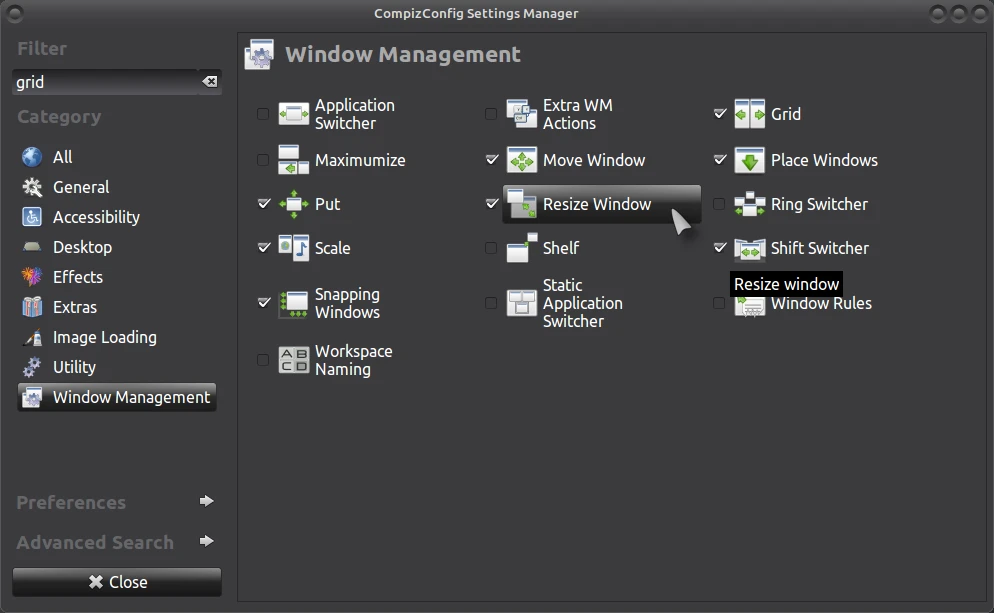 CompizConfig Settings Manager
Filter
grid
Category
All
General
Accessibility
Desktop
Effects
Extras
Image Loading
Utility
Window Management
Preferences
Advanced Search
Close
Window Management
Application
Switcher
Extra WM
Actions
Grid
Maximumize
Move Window
Place Windows
Put
Resize Window
Ring Switcher
Scale
Shelf
Shift Switcher
Resize window
Snapping
Windows
Static
Application
Switcher
Window Rules
A B
C D
Workspace
Naming